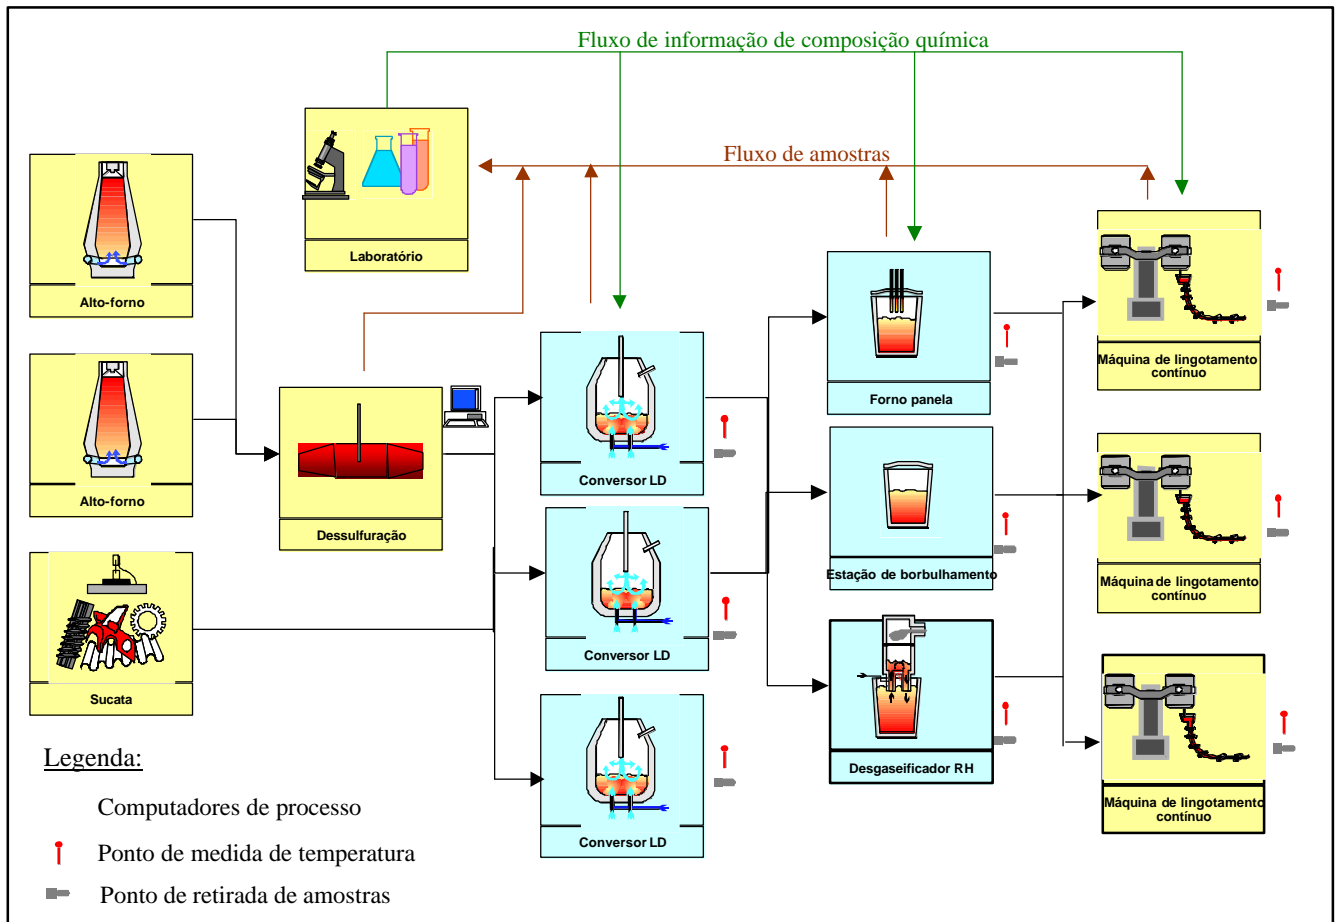 Fluxo de informação de composição química
Fluxo de amostras
Laboratório
Alto-forno
Alto-forno
Sucata
Dessulfuração
Conversor LD
Conversor LD
Conversor LD
Forno panela
Estação de borbulhamento
Desgaseificador RH
Máquina de lingotamento
contínuo
Máquina de lingotamento
contínuo
Máquina de lingotamento
contínuo
Legenda:
Computadores de processo
Ponto de medida de temperatura
Ponto de retirada de amostras